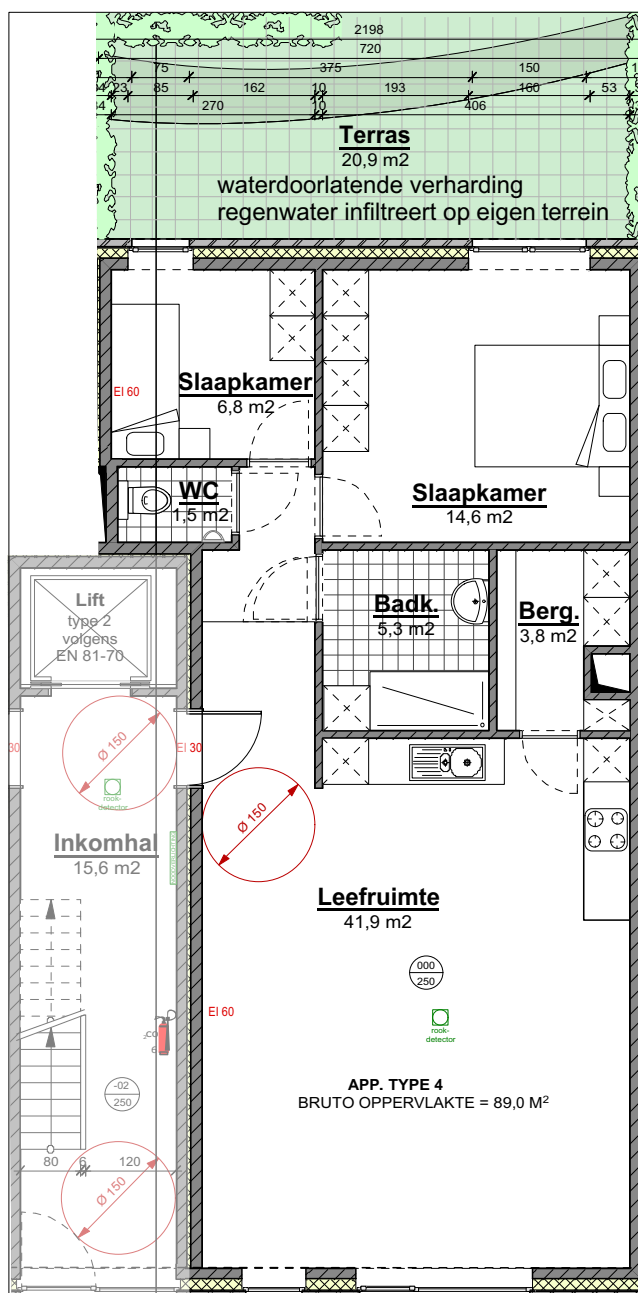 2198
720
75 375 150
23 85 162 10 193 160 53
270 10 406
Terras
20,9 m2
waterdoorlatende verharding
regenwater infiltreert op eigen terrein
EI 60
Slaapkamer
6,8 m2
WC
1,5 m2
Slaapkamer
14,6 m2
Lift
type 2
volgens
EN 81-70
Badk.
5,3 m2
Berg.
3,8 m2
30
Ø 150
EI 30
rook-
detector
Ø 150
Inkomhal
15,6 m2
Leefruimte
41,9 m2
000
250
EI 60
rook-
detector
APP. TYPE 4
BRUTO OPPERVLAKTE = 89,0 M²
-02
250
80 6 120
Ø 150